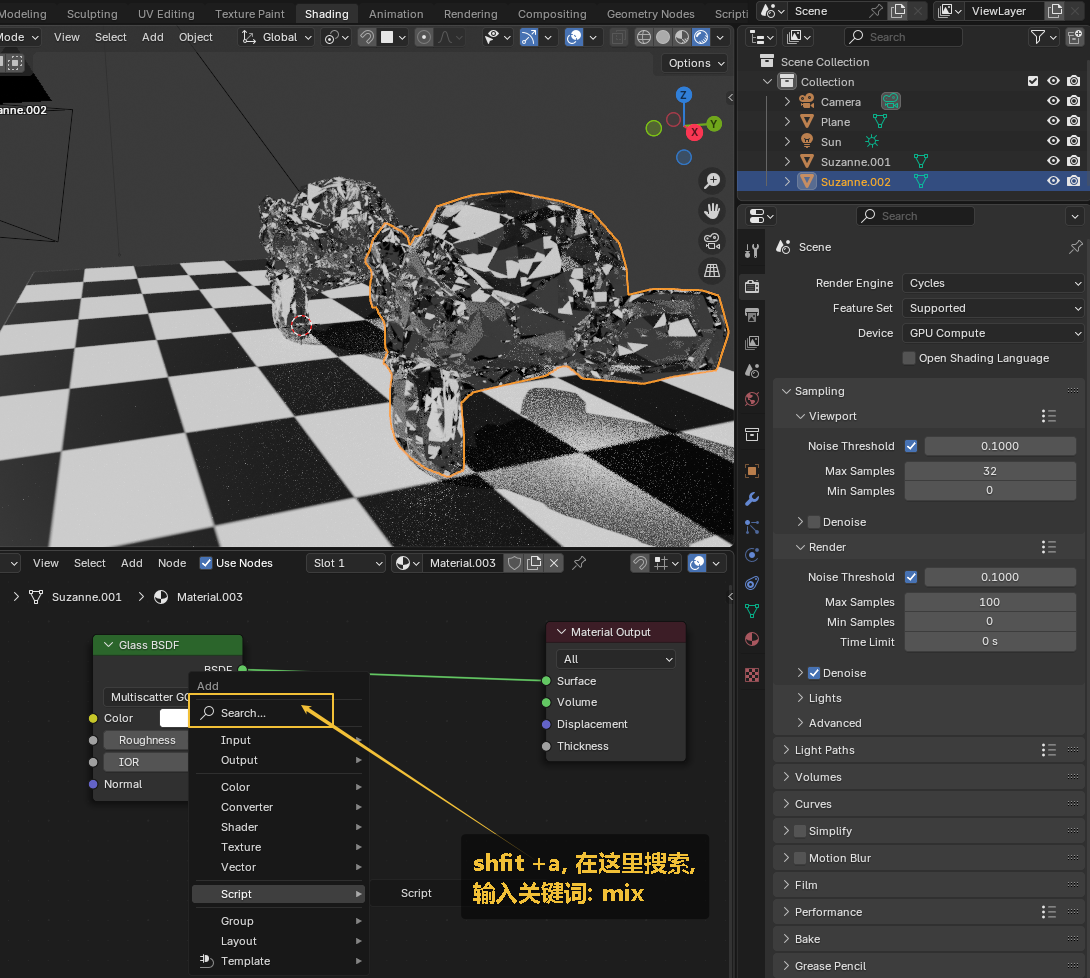 Modeling Sculpting UV Editing Texture Paint Shading Animation Rendering Compositing Geometry Nodes Scripti Scene ViewLayer
Mode View Select Add Object Global Search
Options
anne.002
Z
Y
X
Scene Collection
Collection
Camera
Plane
Sun
Suzanne.001
Suzanne.002
Search
Scene
Render Engine Cycles
Feature Set Supported
Device GPU Compute
Open Shading Language
Sampling
Viewport
Noise Threshold 0.1000
Max Samples 32
Min Samples 0
Denoise
Render
Noise Threshold 0.1000
Max Samples 100
Min Samples 0
Time Limit 0 s
Denoise
Lights
Advanced
Light Paths
Volumes
Curves
Simplify
Motion Blur
Film
Performance
Bake
Grease Pencil
View Select Add Node Use Nodes Slot 1 Material.003
Suzanne.001 Material.003
Glass BSDF
BSDF
Multiscatter GG
Color
Roughness
IOR
Normal
Material Output
All
Surface
Volume
Displacement
Thickness
Add
Search...
Input
Output
Color
Converter
Shader
Texture
Vector
Script
Script
Group
Layout
Template
shfit +a, 在这里搜索,
输入关键词: mix